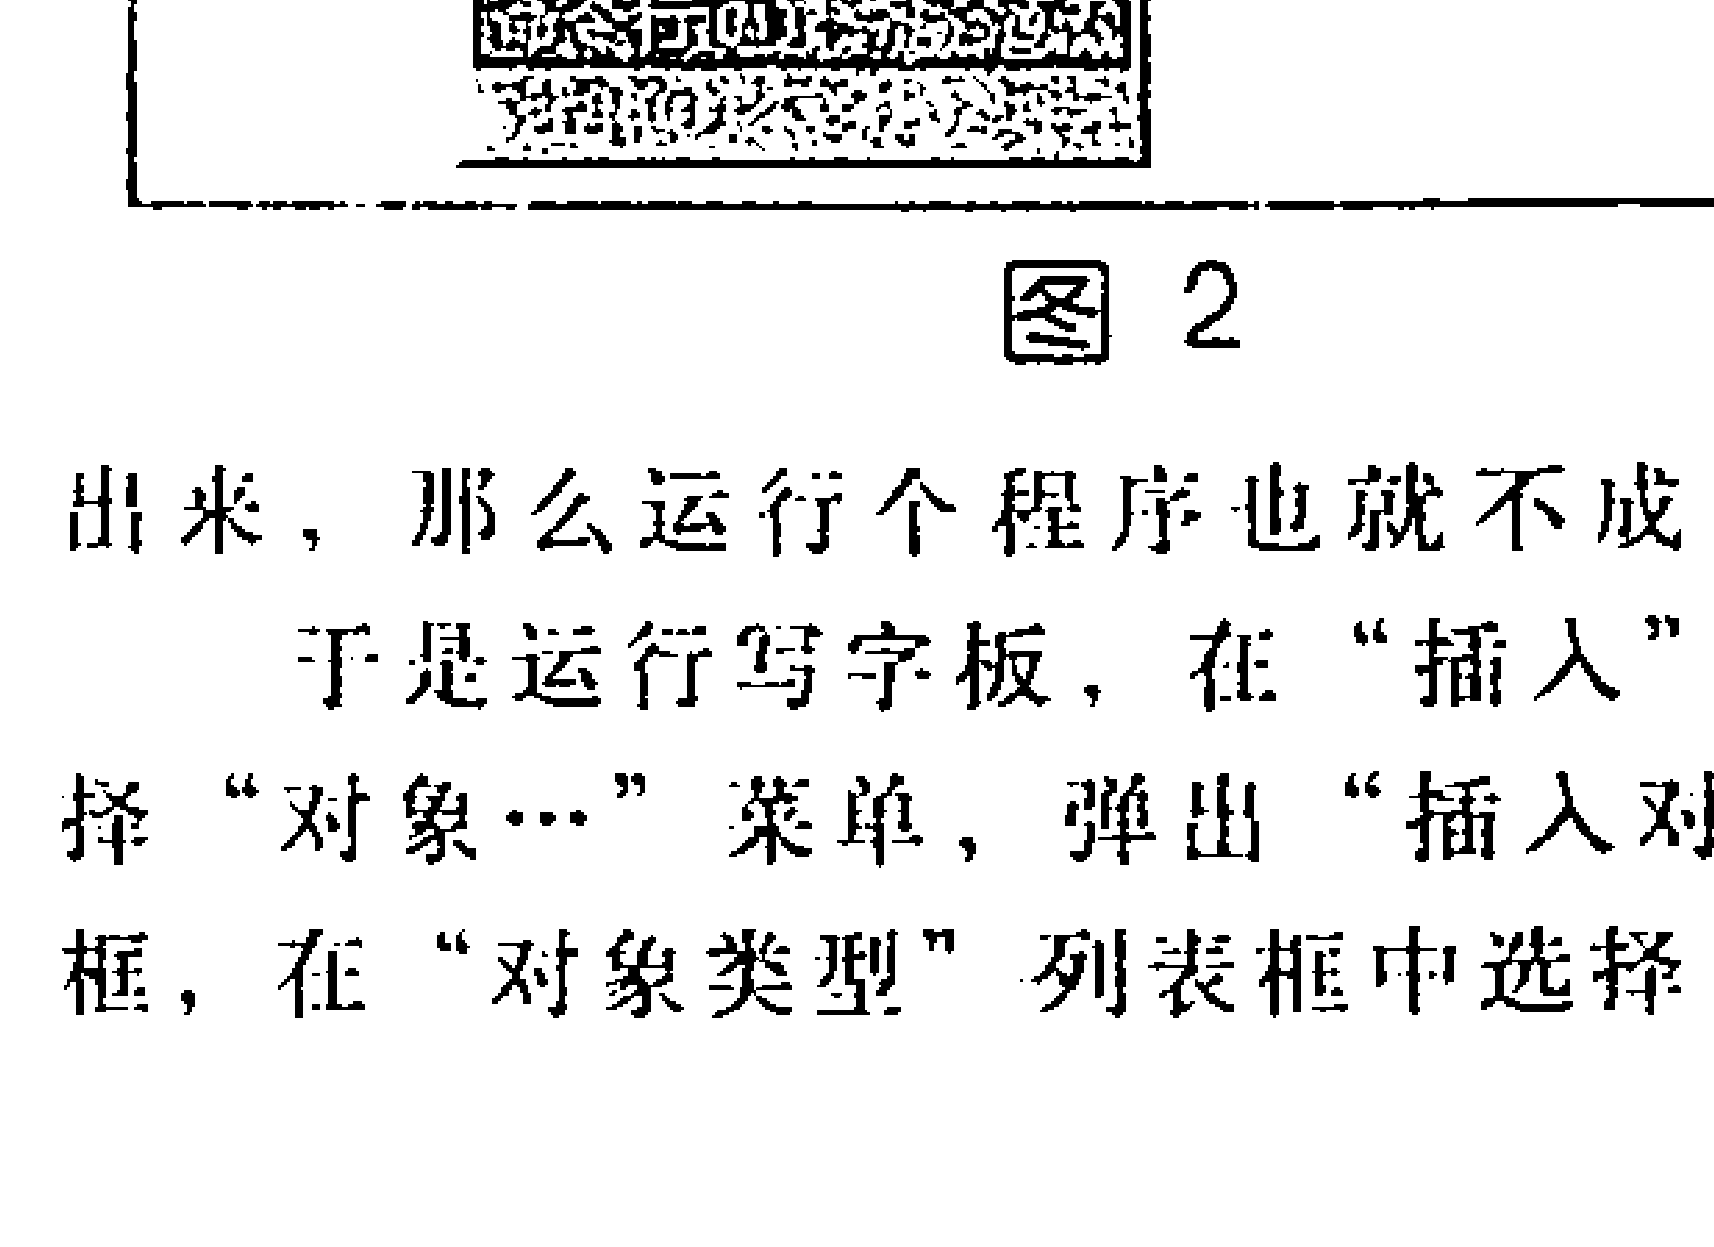 图 2
出来，那么运行个程序也就不成
于是运行写字板，在“插入”
择“对象…”菜单，弹出“插入对
框，在“对象类型”列表框中选择